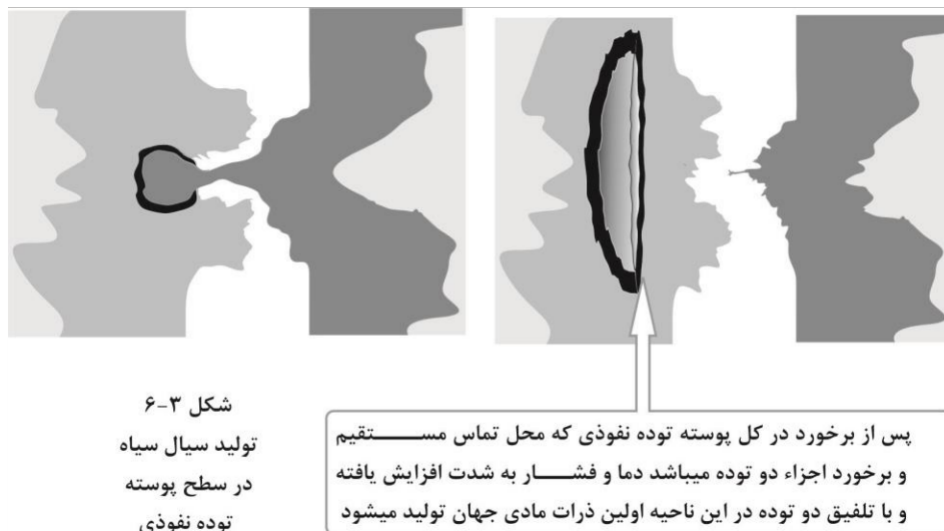 شکل ۳-۶
تولید سیال سیاه
در سطح پوسته
توده نفوذی
پس از برخورد در کل پوسته توده نفوذی که محل تماس مستقیم
و برخورد اجزاء دو توده میباشد دما و فشار به شدت افزایش یافته
و با تلفیق دو توده در این ناحیه اولین ذرات مادی جهان تولید میشود